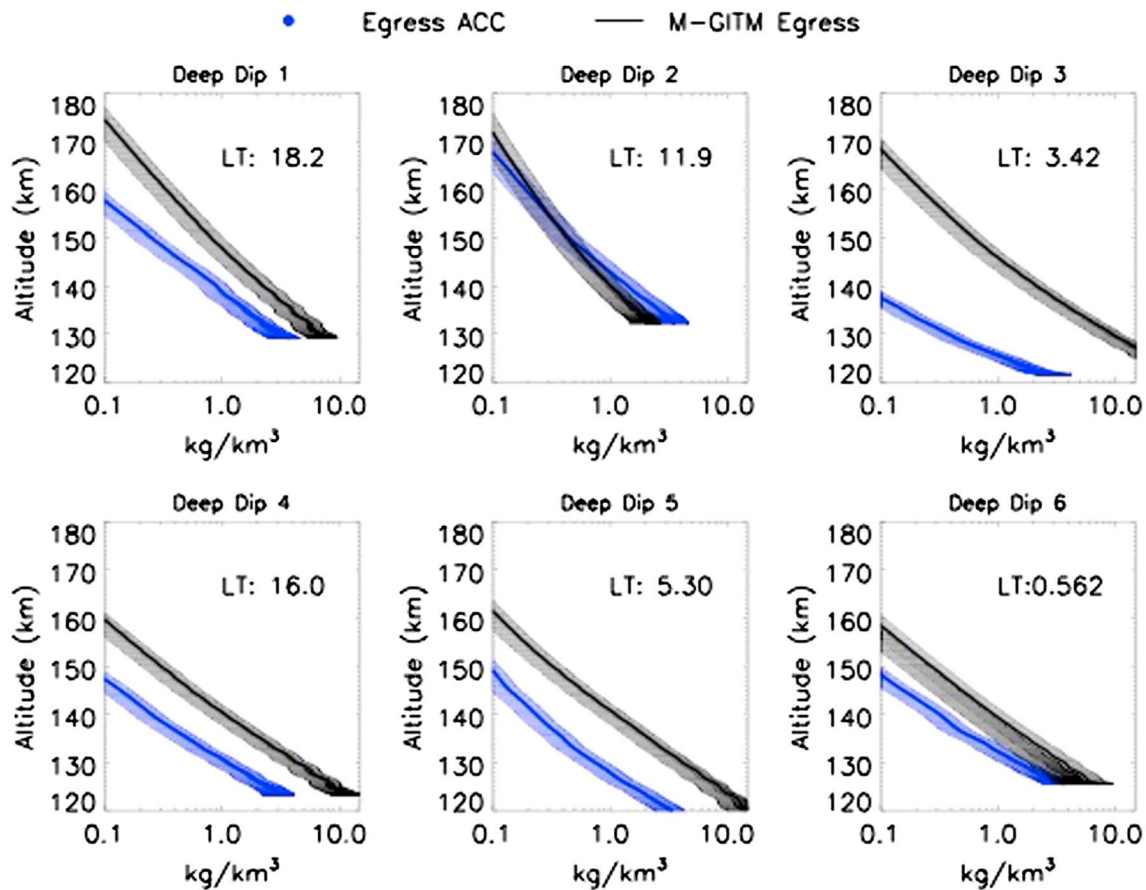 Egress ACC M-GITM Egress
Deep Dip 1 Deep Dip 2 Deep Dip 3
180 180 180
170 170 170
LT: 18.2 LT: 11.9 LT: 3.42
160 160 160
150 150 150
140 140 140
130 130 130
120 120 120
Altitude (km) Altitude (km) Altitude (km)
0.1 1.0 10.0 0.1 1.0 10.0 0.1 1.0 10.0
kg/km³ kg/km³ kg/km³
Deep Dip 4 Deep Dip 5 Deep Dip 6
180 180 180
170 170 170
LT: 16.0 LT: 5.30 LT:0.562
160 160 160
150 150 150
140 140 140
130 130 130
120 120 120
Altitude (km) Altitude (km) Altitude (km)
0.1 1.0 10.0 0.1 1.0 10.0 0.1 1.0 10.0
kg/km³ kg/km³ kg/km³